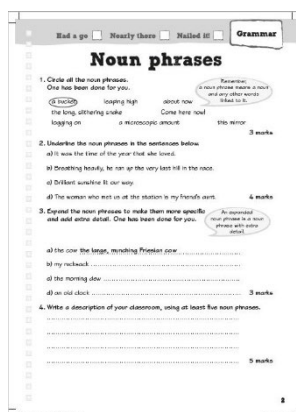 Had a go Nearly there Nailed it! Grammar
Noun phrases
1. Circle all the noun phrases.
One has been done for you.
Remember,
a noun phrase means a noun
and any other words
linked to it.
a bucket leaping high about now
the long, slithering snake Come here now!
logging on a microscopic amount this mirror
3 marks
2. Underline the noun phrases in the sentences below.
a) It was the time of the year that she loved.
b) Breathing heavily, he ran up the very last hill in the race.
c) Brilliant sunshine lit our way.
d) The woman who met us at the station is my friend's aunt. 4 marks
3. Expand the noun phrases to make them more specific
and add extra detail. One has been done for you.
An expanded
noun phrase is a noun
phrase with extra
detail.
a) the cow the large, munching Friesian cow
b) my rucksack
c) the morning dew
d) an old clock 3 marks
4. Write a description of your classroom, using at least five noun phrases.
5 marks
2